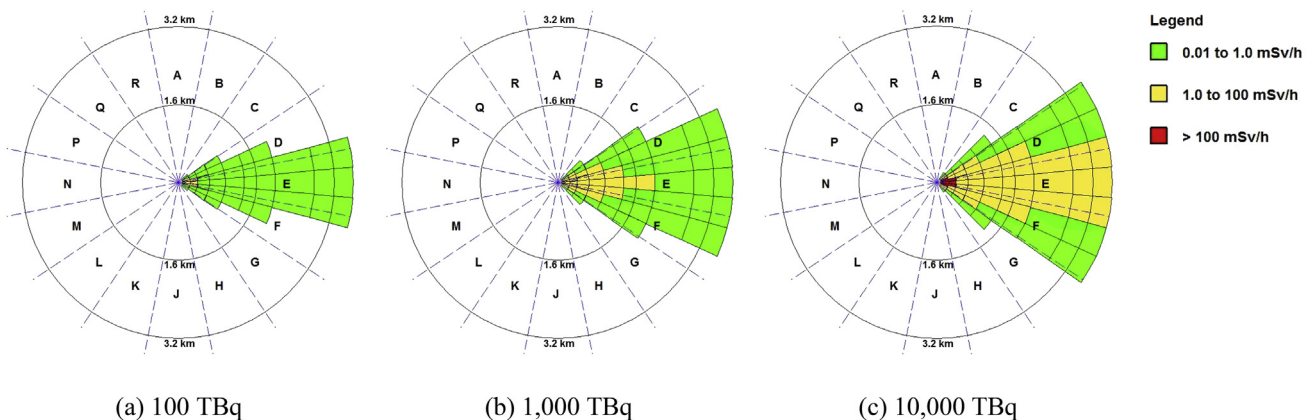 3.2 km
A
B
C
D
E
F
G
H
J
K
L
M
N
P
Q
R
1.6 km
1.6 km
3.2 km
(a) 100 TBq
3.2 km
A
B
C
D
E
F
G
H
J
K
L
M
N
P
Q
R
1.6 km
1.6 km
3.2 km
(b) 1,000 TBq
3.2 km
A
B
C
D
E
F
G
H
J
K
L
M
N
P
Q
R
1.6 km
1.6 km
3.2 km
(c) 10,000 TBq
Legend
0.01 to 1.0 mSv/h
1.0 to 100 mSv/h
> 100 mSv/h